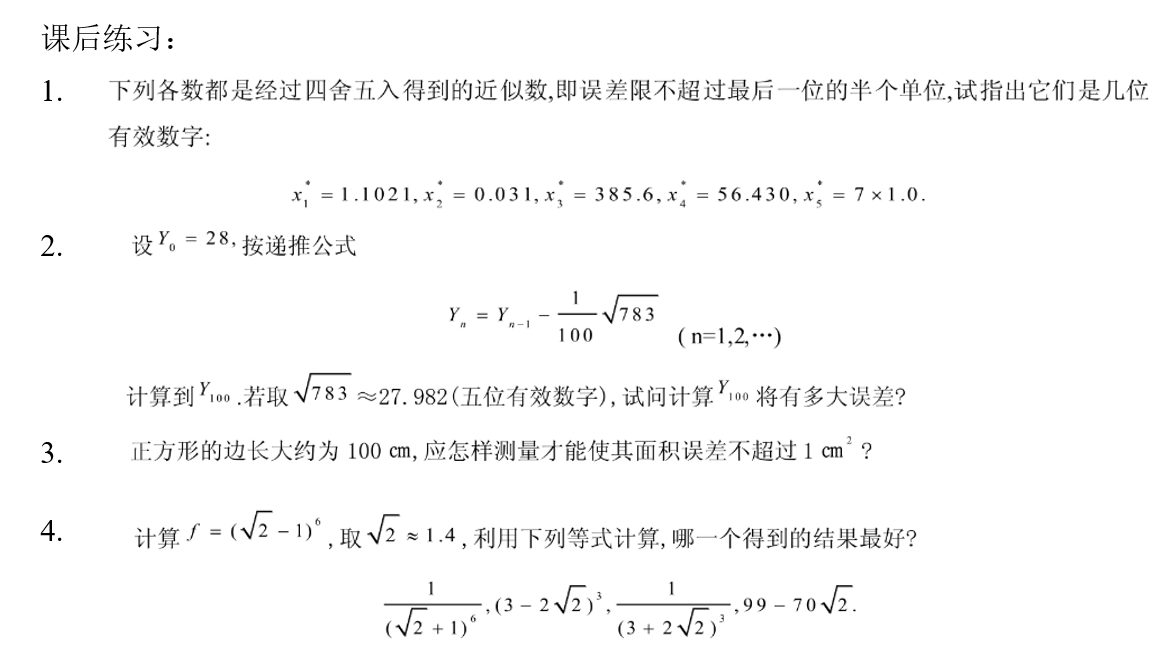 课后练习：
1. 下列各数都是经过四舍五入得到的近似数,即误差限不超过最后一位的半个单位,试指出它们是几位
有效数字:
x₁* = 1.1021, x₂* = 0.031, x₃* = 385.6, x₄* = 56.430, x₅* = 7 × 1.0.
2. 设 Y₀ = 28, 按递推公式
Yₙ = Yₙ₋₁ − 1/100 √783 ( n=1,2,…)
计算到 Y₁₀₀ .若取 √783 ≈27.982(五位有效数字),试问计算 Y₁₀₀ 将有多大误差?
3. 正方形的边长大约为 100 ㎝,应怎样测量才能使其面积误差不超过 1 ㎝² ?
4. 计算 f = (√2 − 1)⁶ ,取 √2 ≈ 1.4 ,利用下列等式计算,哪一个得到的结果最好?
1/(√2 + 1)⁶ ,(3 − 2√2)³, 1/(3 + 2√2)³ ,99 − 70√2.